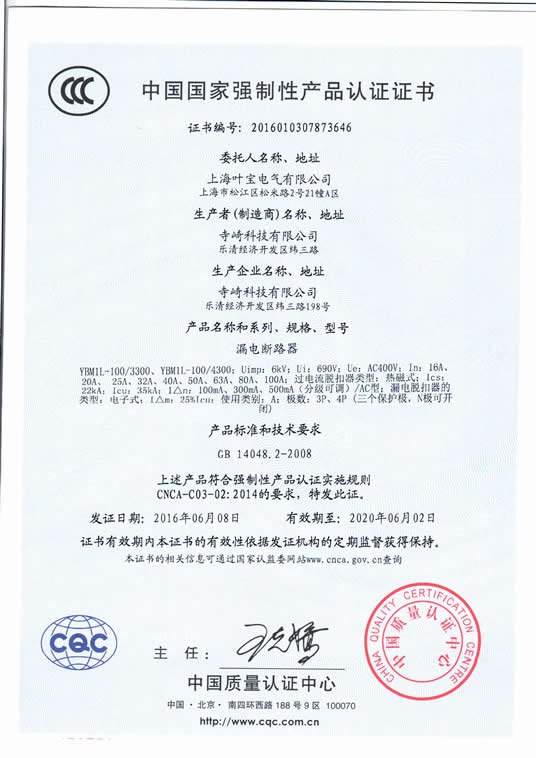 CCC
中国国家强制性产品认证证书
证书编号: 2016010307873646
委托人名称、地址
上海叶宝电气有限公司
上海市松江区松米路2号21幢A区
生产者(制造商)名称、地址
寺崎科技有限公司
乐清经济开发区纬三路
生产企业名称、地址
寺崎科技有限公司
乐清经济开发区纬三路198号
产品名称和系列、规格、型号
漏电断路器
YBM1L-100/3300、YBM1L-100/4300; Uimp: 6kV; Ui: 690V; Ue: AC400V; In: 16A、
20A、 25A、32A、40A、50A、63A、80A、100A; 过电流脱扣器类型: 热磁式; Ics:
22kA; Icu: 35kA; I△n: 100mA、300mA、500mA (分级可调) /AC型; 漏电脱扣器的
类型: 电子式; I△m: 25%Icu; 使用类别: A; 极数: 3P、4P (三个保护极, N极可开
闭)
产品标准和技术要求
GB 14048.2-2008
上述产品符合强制性产品认证实施规则
CNCA-C03-02:2014的要求, 特发此证。
发证日期: 2016年06月08日 有效期至: 2020年06月02日
证书有效期内本证书的有效性依据发证机构的定期监督获得保持。
本证书的相关信息可通过国家认监委网站www.cnca.gov.cn查询
CQC
主 任:
CHINA QUALITY CERTIFICATION CENTRE
中国质量认证中心
中国质量认证中心
中国·北京·南四环西路 188 号 9 区 100070
http://www.cqc.com.cn